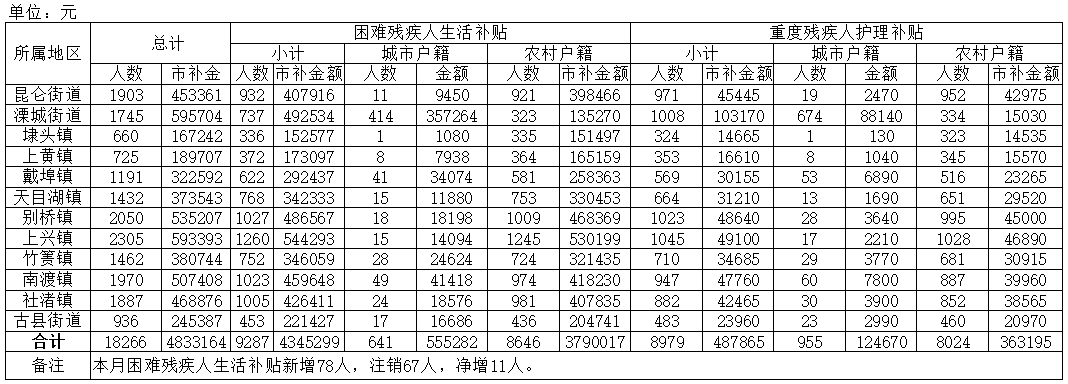 单位：元
所属地区 总计 困难残疾人生活补贴 重度残疾人护理补贴
小计 城市户籍 农村户籍 小计 城市户籍 农村户籍
人数 市补金 人数 市补金额 人数 金额 人数 市补金额 人数 市补金额 人数 金额 人数 市补金额
昆仑街道 1903 453361 932 407916 11 9450 921 398466 971 45445 19 2470 952 42975
溧城街道 1745 595704 737 492534 414 357264 323 135270 1008 103170 674 88140 334 15030
埭头镇 660 167242 336 152577 1 1080 335 151497 324 14665 1 130 323 14535
上黄镇 725 189707 372 173097 8 7938 364 165159 353 16610 8 1040 345 15570
戴埠镇 1191 322592 622 292437 41 34074 581 258363 569 30155 53 6890 516 23265
天目湖镇 1432 373543 768 342333 15 11880 753 330453 664 31210 13 1690 651 29520
别桥镇 2050 535207 1027 486567 18 18198 1009 468369 1023 48640 28 3640 995 45000
上兴镇 2305 593393 1260 544293 15 14094 1245 530199 1045 49100 17 2210 1028 46890
竹箦镇 1462 380744 752 346059 28 24624 724 321435 710 34685 29 3770 681 30915
南渡镇 1970 507408 1023 459648 49 41418 974 418230 947 47760 60 7800 887 39960
社渚镇 1887 468876 1005 426411 24 18576 981 407835 882 42465 30 3900 852 38565
古县街道 936 245387 453 221427 17 16686 436 204741 483 23960 23 2990 460 20970
合计 18266 4833164 9287 4345299 641 555282 8646 3790017 8979 487865 955 124670 8024 363195
备注 本月困难残疾人生活补贴新增78人，注销67人，净增11人。